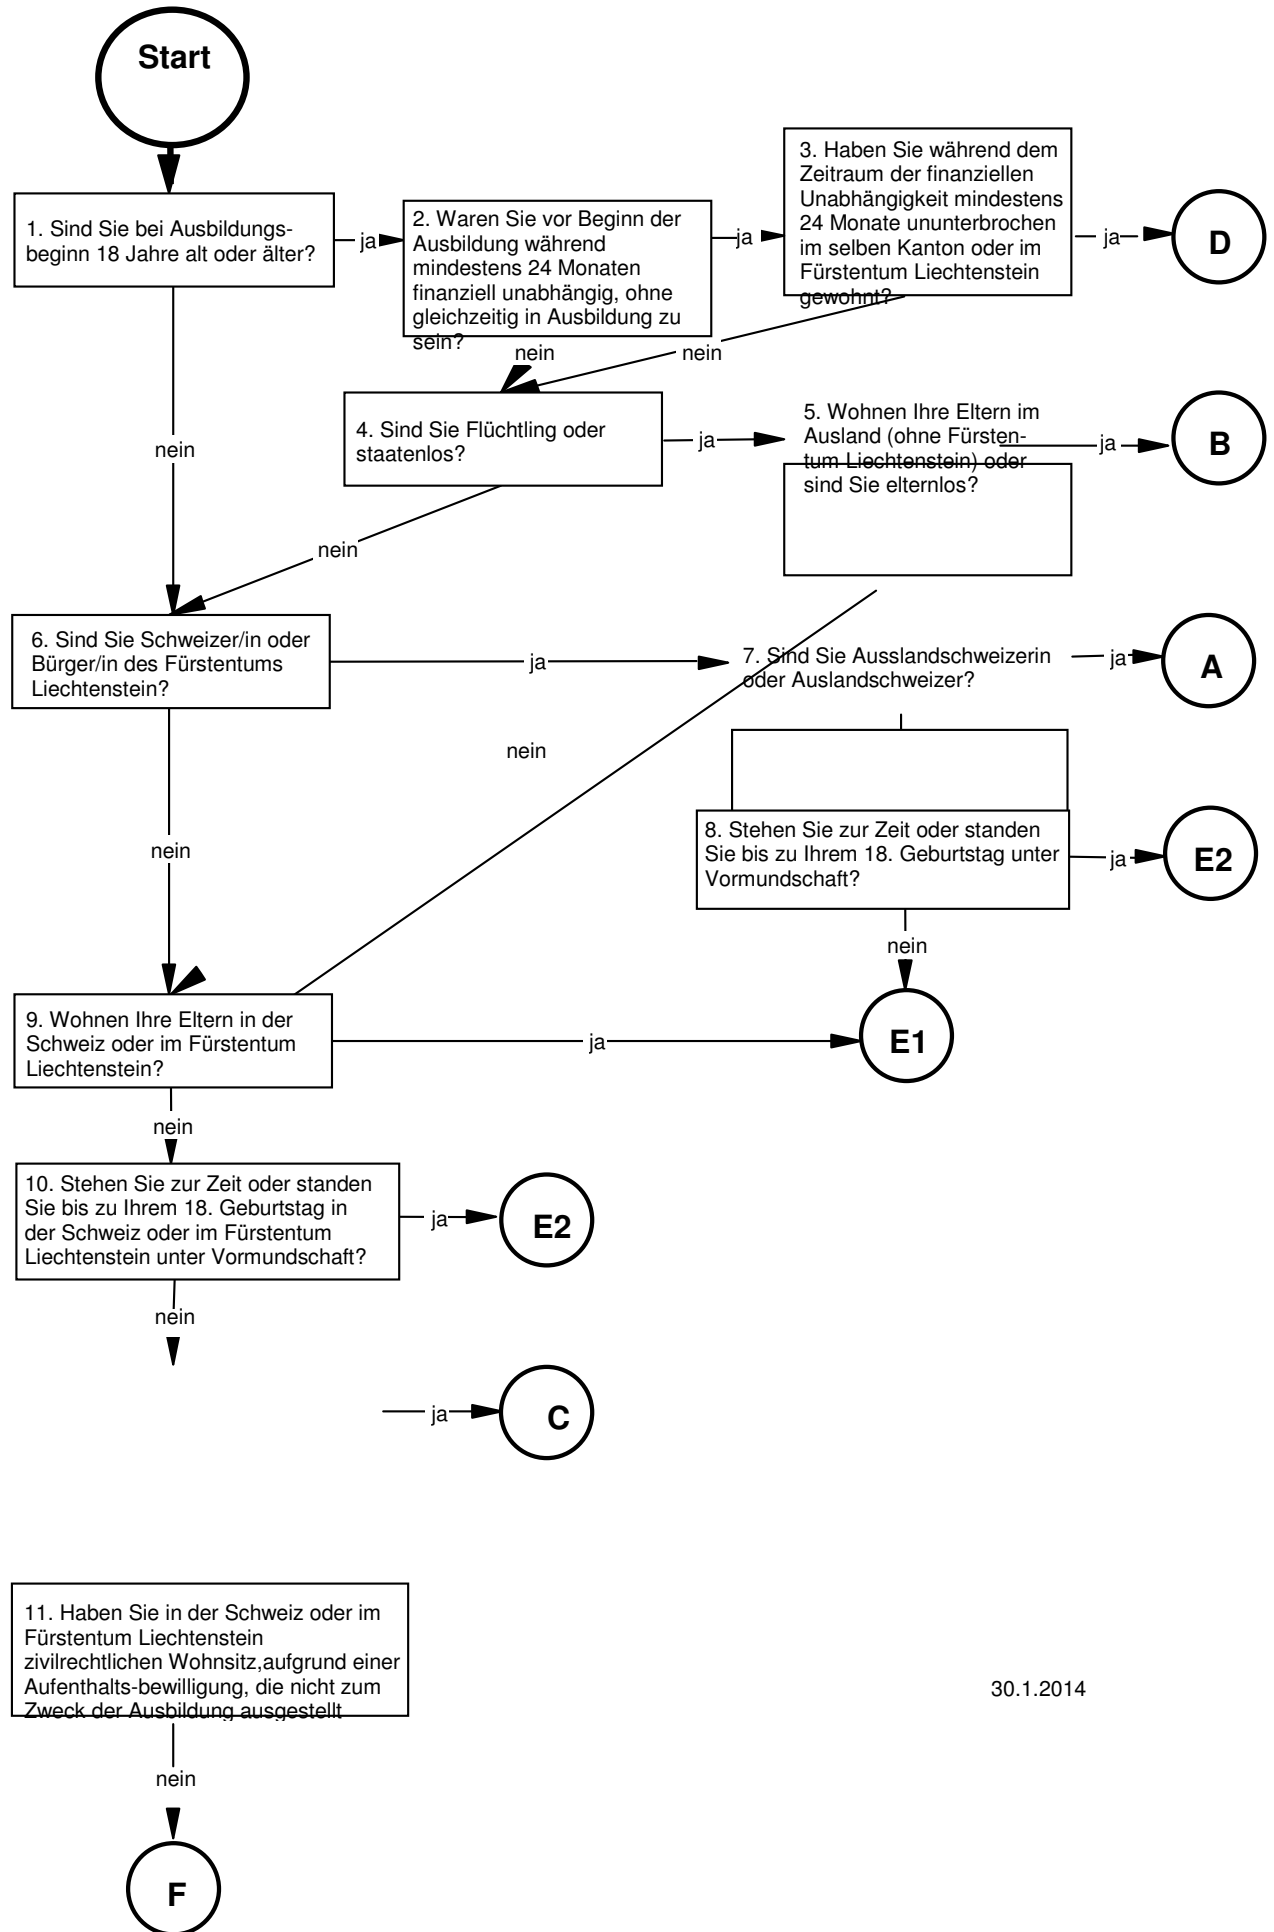 Start
1. Sind Sie bei Ausbildungs-
beginn 18 Jahre alt oder älter?
ja
2. Waren Sie vor Beginn der
Ausbildung während
mindestens 24 Monaten
finanziell unabhängig, ohne
gleichzeitig in Ausbildung zu
sein?
ja
3. Haben Sie während dem
Zeitraum der finanziellen
Unabhängigkeit mindestens
24 Monate ununterbrochen
im selben Kanton oder im
Fürstentum Liechtenstein
gewohnt?
ja
D
nein
nein
nein
4. Sind Sie Flüchtling oder
staatenlos?
ja
5. Wohnen Ihre Eltern im
Ausland (ohne Fürsten-
tum Liechtenstein) oder
sind Sie elternlos?
ja
B
nein
6. Sind Sie Schweizer/in oder
Bürger/in des Fürstentums
Liechtenstein?
ja
7. Sind Sie Ausslandschweizerin
oder Auslandschweizer?
ja
A
nein
nein
8. Stehen Sie zur Zeit oder standen
Sie bis zu Ihrem 18. Geburtstag unter
Vormundschaft?
ja
E2
nein
9. Wohnen Ihre Eltern in der
Schweiz oder im Fürstentum
Liechtenstein?
ja
E1
nein
10. Stehen Sie zur Zeit oder standen
Sie bis zu Ihrem 18. Geburtstag in
der Schweiz oder im Fürstentum
Liechtenstein unter Vormundschaft?
ja
E2
nein
ja
C
11. Haben Sie in der Schweiz oder im
Fürstentum Liechtenstein
zivilrechtlichen Wohnsitz,aufgrund einer
Aufenthalts-bewilligung, die nicht zum
Zweck der Ausbildung ausgestellt
30.1.2014
nein
F